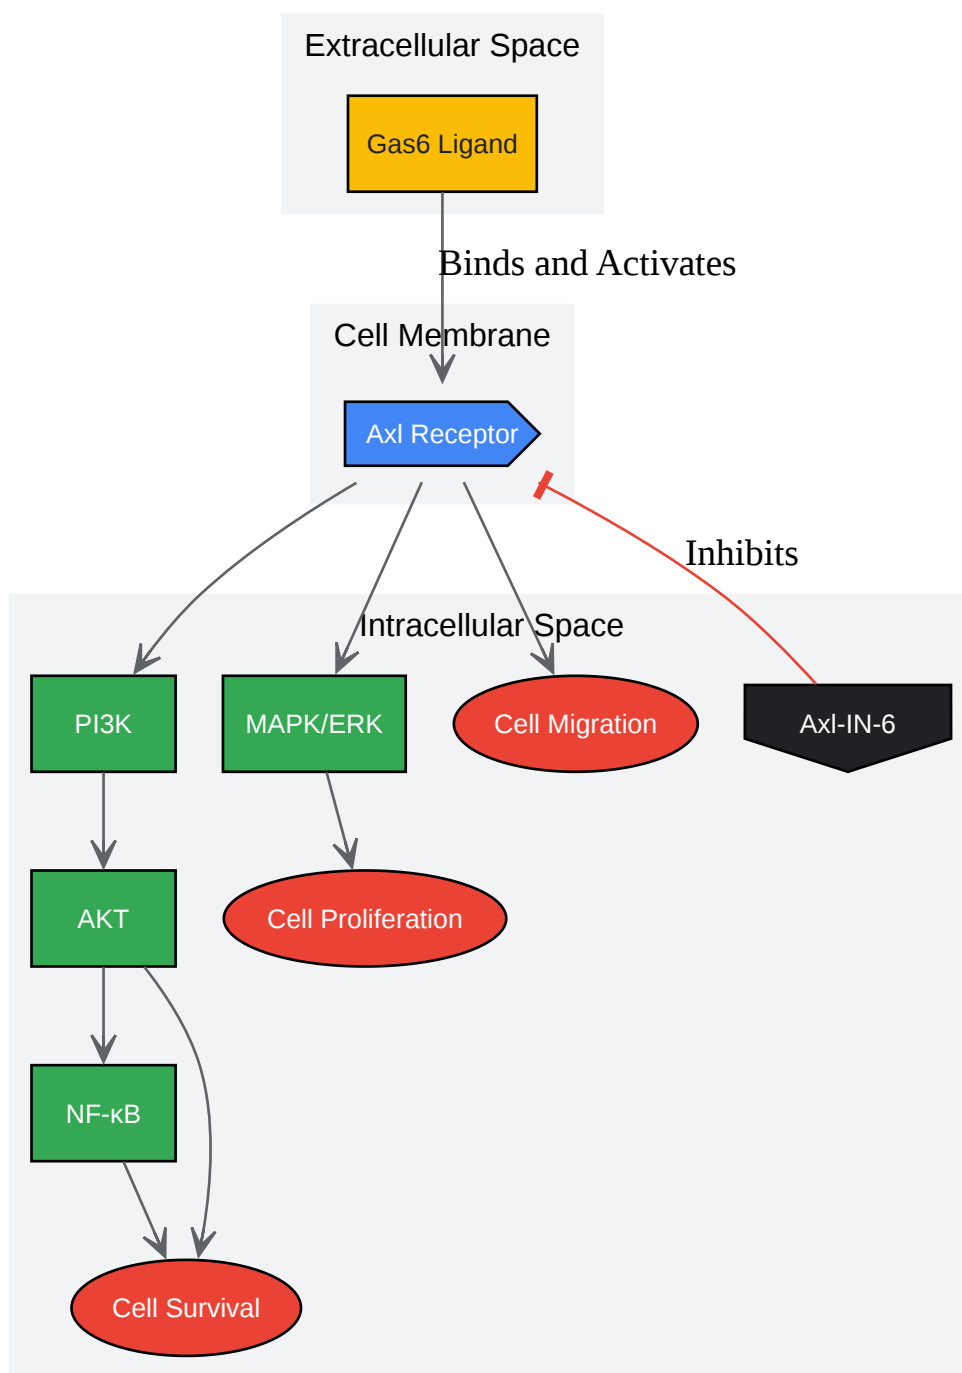 Extracellular Space
Gas6 Ligand
Binds and Activates
Cell Membrane
Axl Receptor
Inhibits
Intracellular Space
PI3K
MAPK/ERK
Cell Migration
Axl-IN-6
AKT
Cell Proliferation
NF-κB
Cell Survival